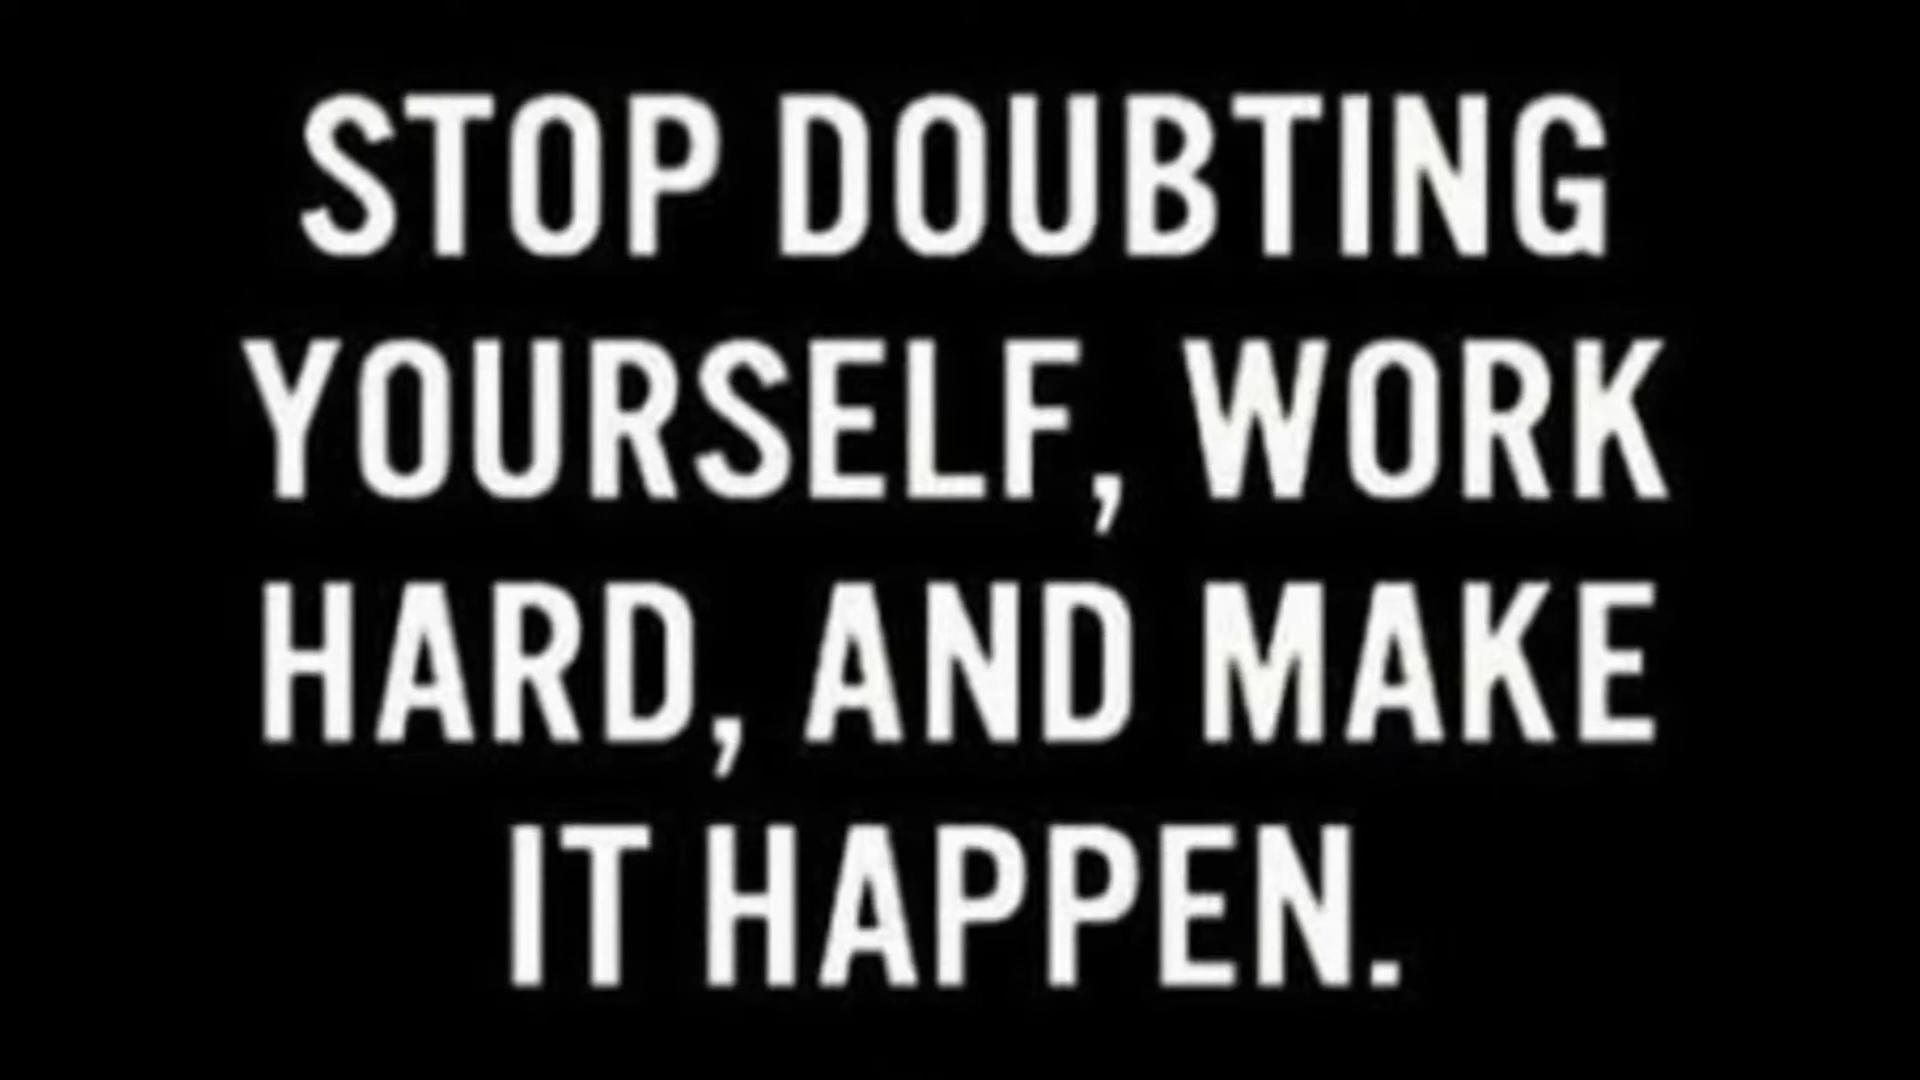 STOP DOUBTING
YOURSELF, WORK
HARD, AND MAKE
IT HAPPEN.